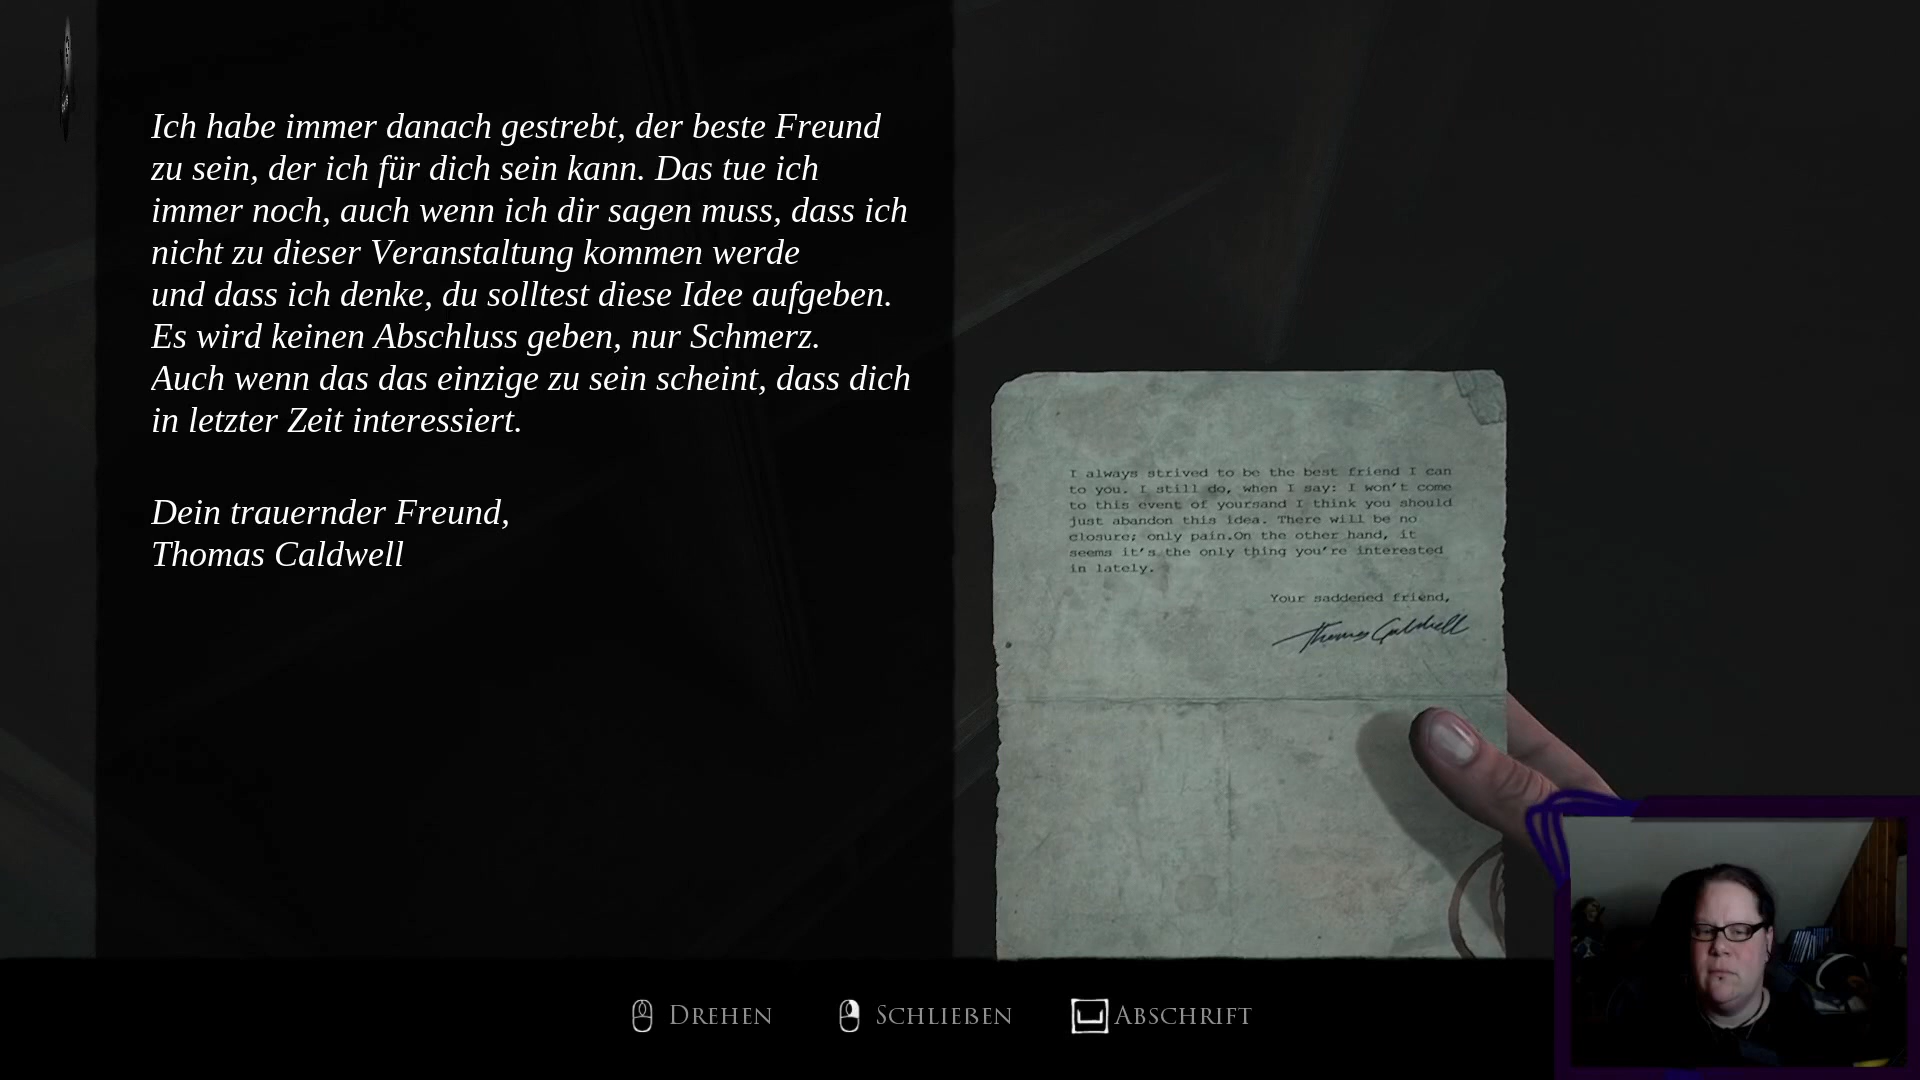 Ich habe immer danach gestrebt, der beste Freund
zu sein, der ich für dich sein kann. Das tue ich
immer noch, auch wenn ich dir sagen muss, dass ich
nicht zu dieser Veranstaltung kommen werde
und dass ich denke, du solltest diese Idee aufgeben.
Es wird keinen Abschluss geben, nur Schmerz.
Auch wenn das das einzige zu sein scheint, dass dich
in letzter Zeit interessiert.
Dein trauernder Freund,
Thomas Caldwell
I always strived to be the best friend I can
to you. I still do, when I say: I won't come
to this event of yoursand I think you should
just abandon this idea. There will be no
closure; only pain.On the other hand, it
seems it's the only thing you're interested
in lately.
Your saddened friend,
Thomas Caldwell
DREHEN
SCHLIEßEN
ABSCHRIFT